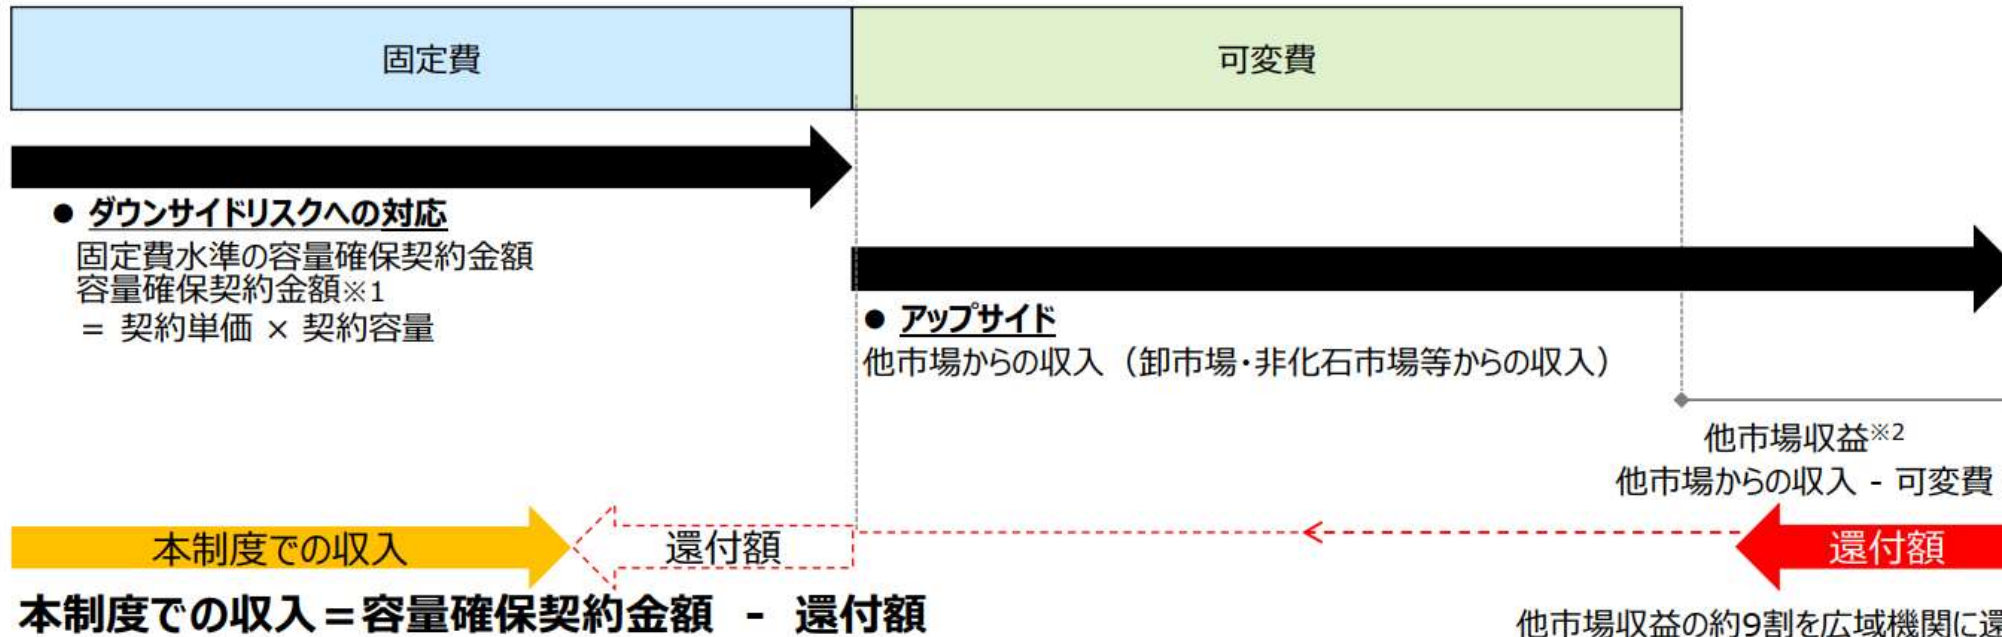 固定費
可変費
● ダウンサイドリスクへの対応
固定費水準の容量確保契約金額
容量確保契約金額※1
= 契約単価 × 契約容量
● アップサイド
他市場からの収入（卸市場・非化石市場等からの収入）
他市場収益※2
他市場からの収入 - 可変費
本制度での収入
還付額
還付額
本制度での収入＝容量確保契約金額 - 還付額
他市場収益の約9割を広域機関に還